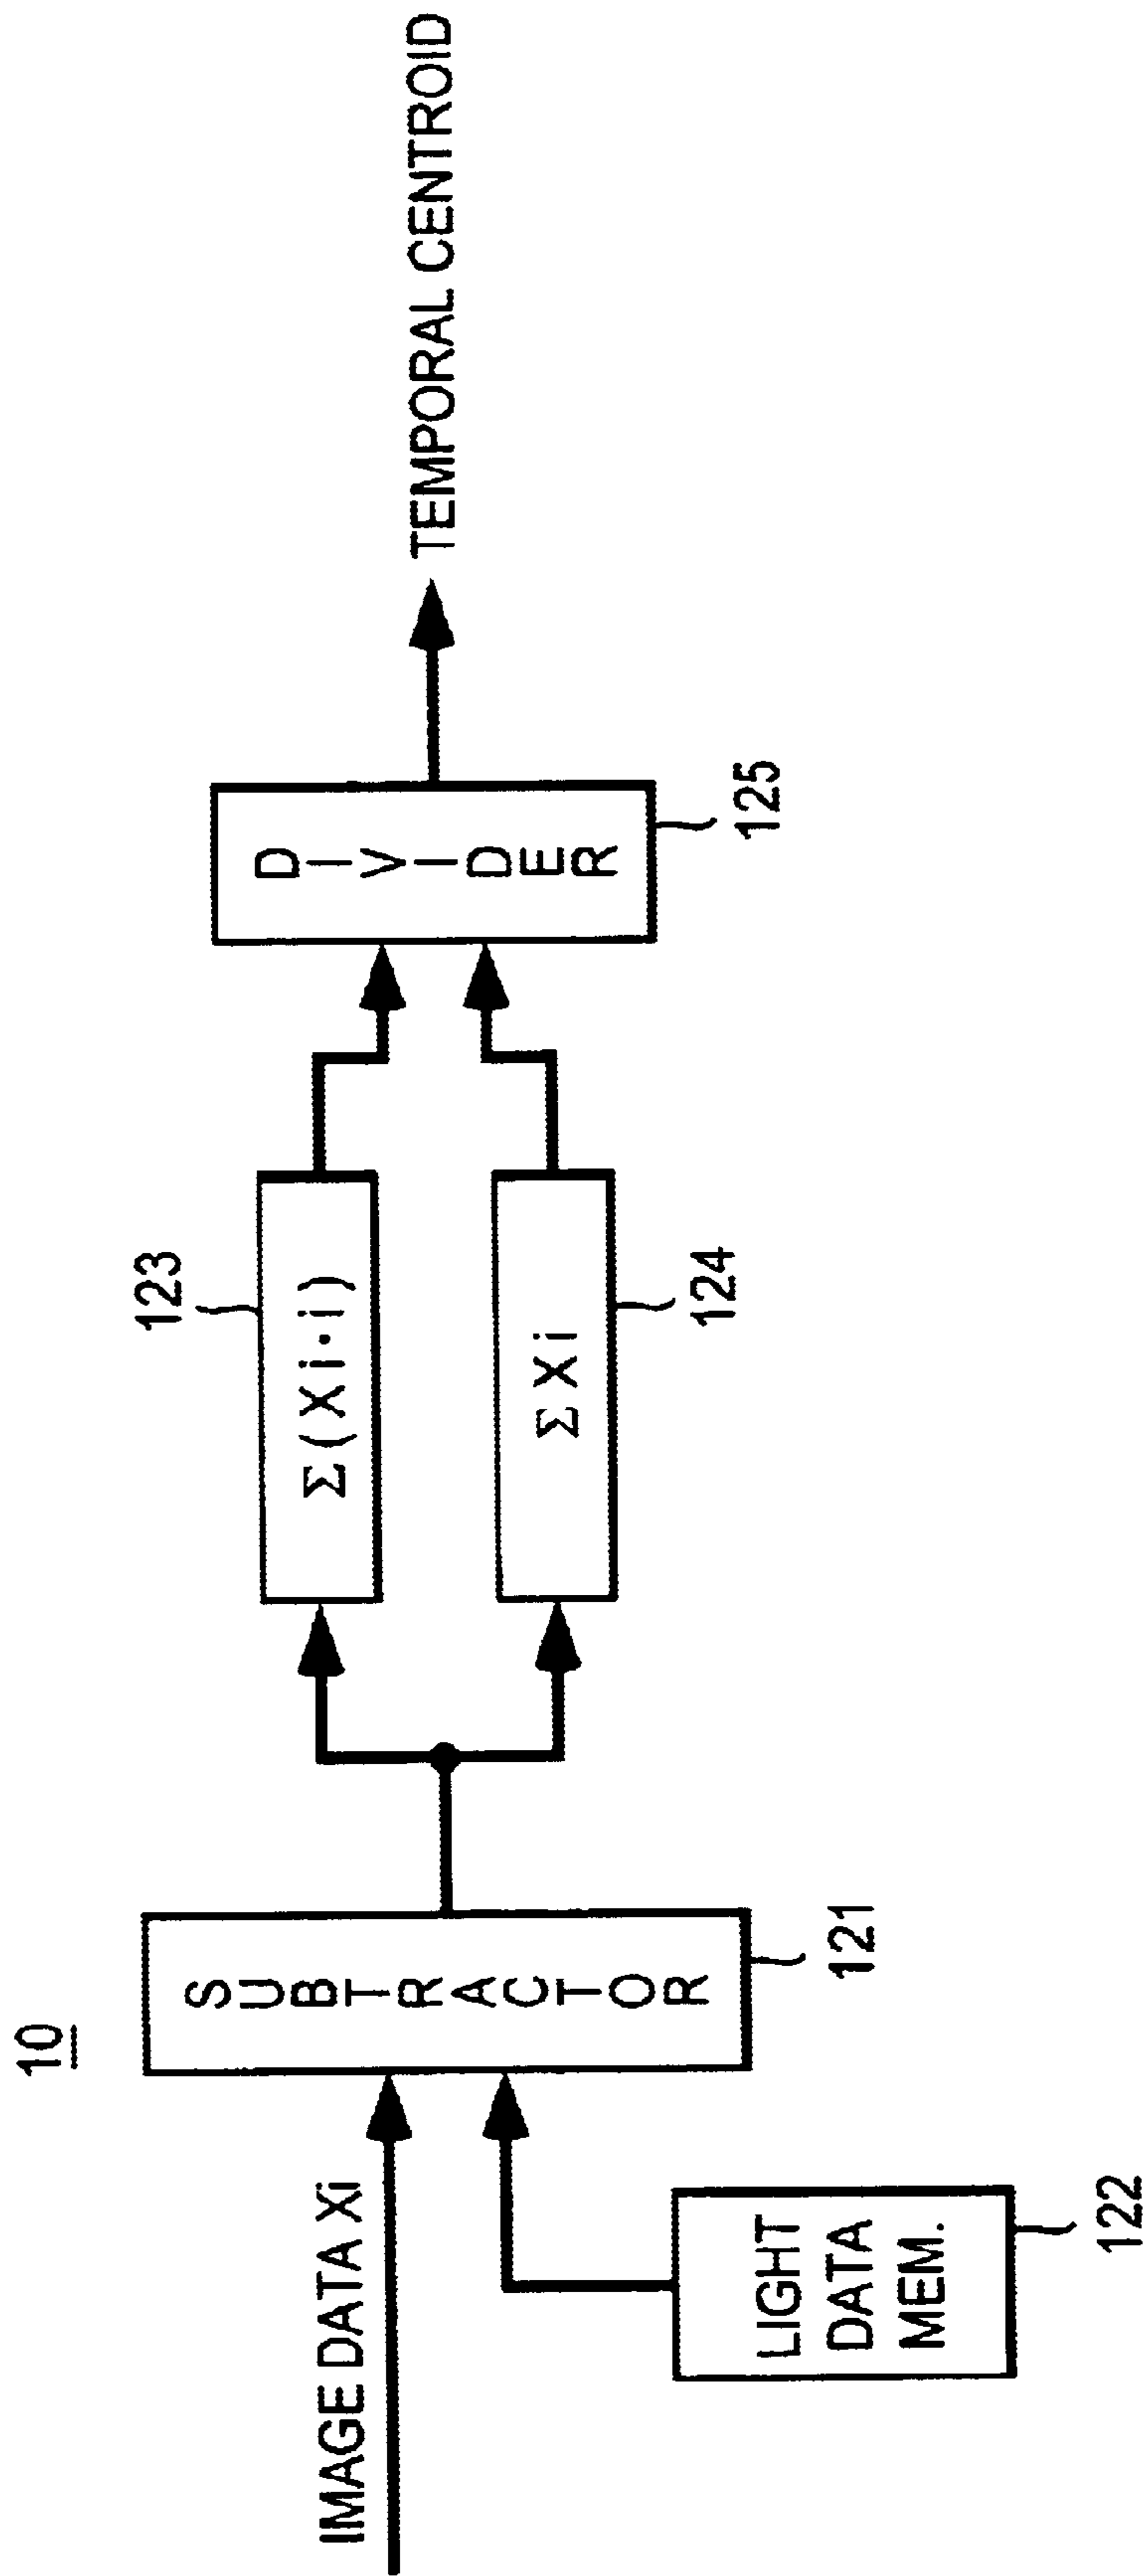 10
IMAGE DATA Xi
SUBTRACTOR
121
LIGHT
DATA
MEM.
122
Σ(Xi·i)
123
ΣXi
124
DIVIDER
125
TEMPORAL CENTROID